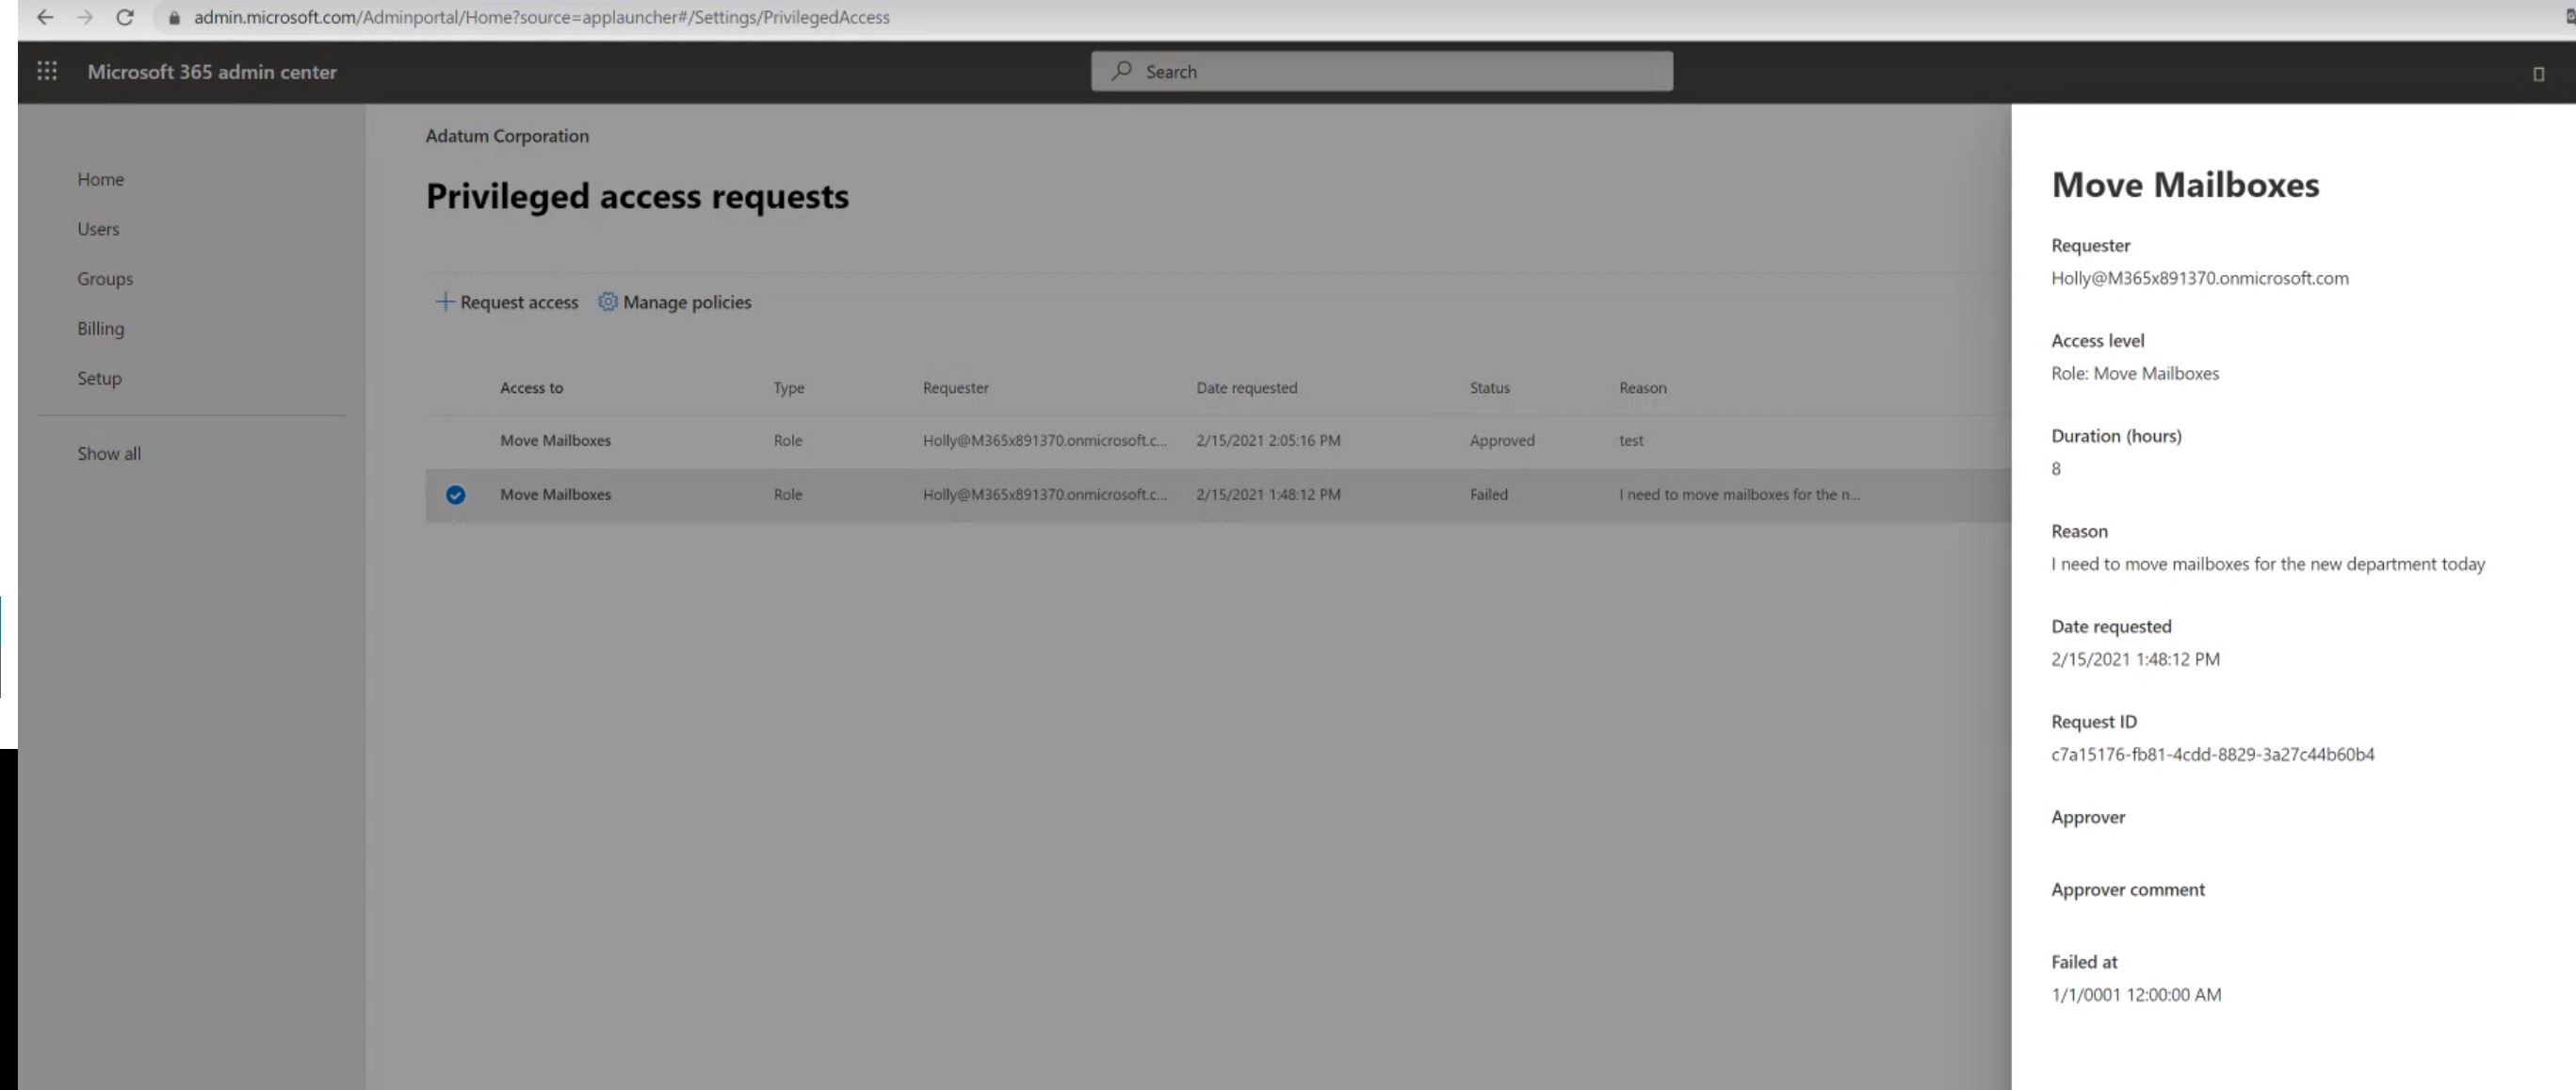 admin.microsoft.com/Adminportal/Home?source=applauncher#/Settings/PrivilegedAccess
Microsoft 365 admin center
Search
Home
Users
Groups
Billing
Setup
Show all
Adatum Corporation
Privileged access requests
Request access Manage policies
Access to Type Requester Date requested Status Reason
Move Mailboxes Role Holly@M365x891370.onmicrosoft.c... 2/15/2021 2:05:16 PM Approved test
Move Mailboxes Role Holly@M365x891370.onmicrosoft.c... 2/15/2021 1:48:12 PM Failed I need to move mailboxes for the n...
Move Mailboxes
Requester
Holly@M365x891370.onmicrosoft.com
Access level
Role: Move Mailboxes
Duration (hours)
8
Reason
I need to move mailboxes for the new department today
Date requested
2/15/2021 1:48:12 PM
Request ID
c7a15176-fb81-4cdd-8829-3a27c44b60b4
Approver
Approver comment
Failed at
1/1/0001 12:00:00 AM